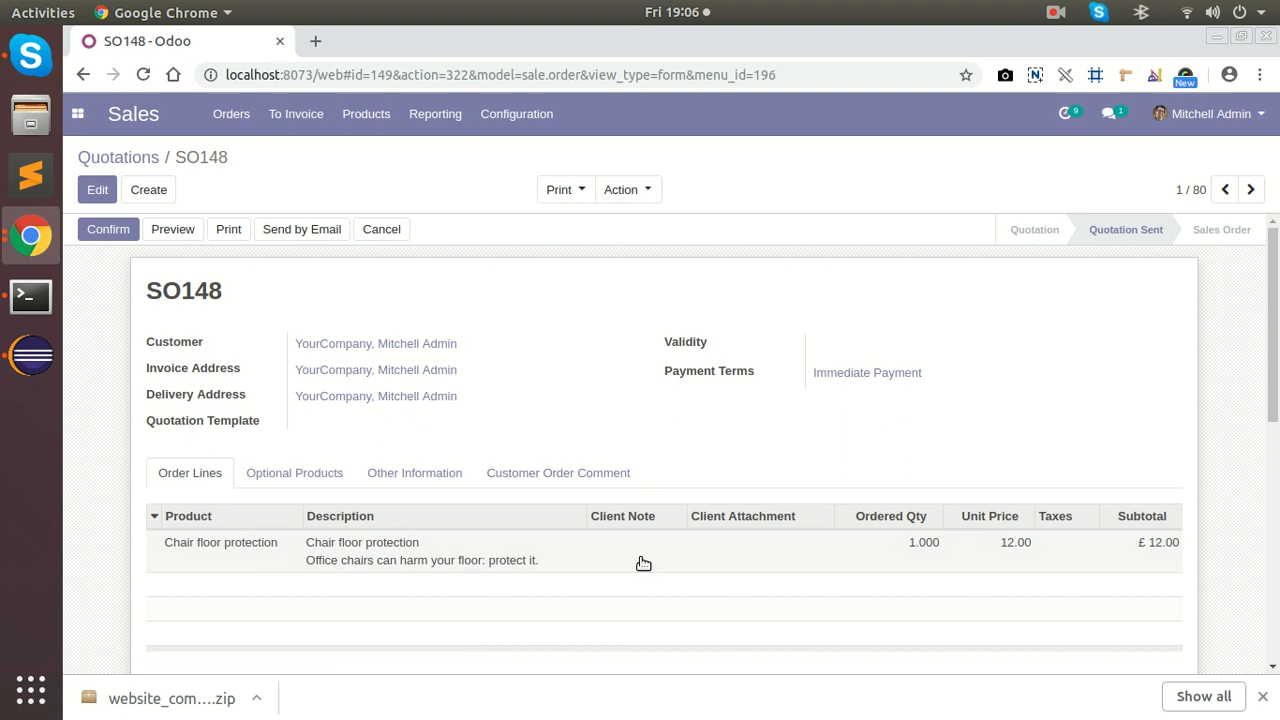 Activities Google Chrome Fri 19:06
SO148 - Odoo
localhost:8073/web#id=149&action=322&model=sale.order&view_type=form&menu_id=196
New
Sales Orders To Invoice Products Reporting Configuration 9 1 Mitchell Admin
Quotations / SO148
Edit Create Print Action 1 / 80
Confirm Preview Print Send by Email Cancel Quotation Quotation Sent Sales Order
SO148
Customer YourCompany, Mitchell Admin Validity
Invoice Address YourCompany, Mitchell Admin Payment Terms Immediate Payment
Delivery Address YourCompany, Mitchell Admin
Quotation Template
Order Lines Optional Products Other Information Customer Order Comment
Product Description Client Note Client Attachment Ordered Qty Unit Price Taxes Subtotal
Chair floor protection Chair floor protection 1.000 12.00 £ 12.00
Office chairs can harm your floor: protect it.
website_com....zip Show all